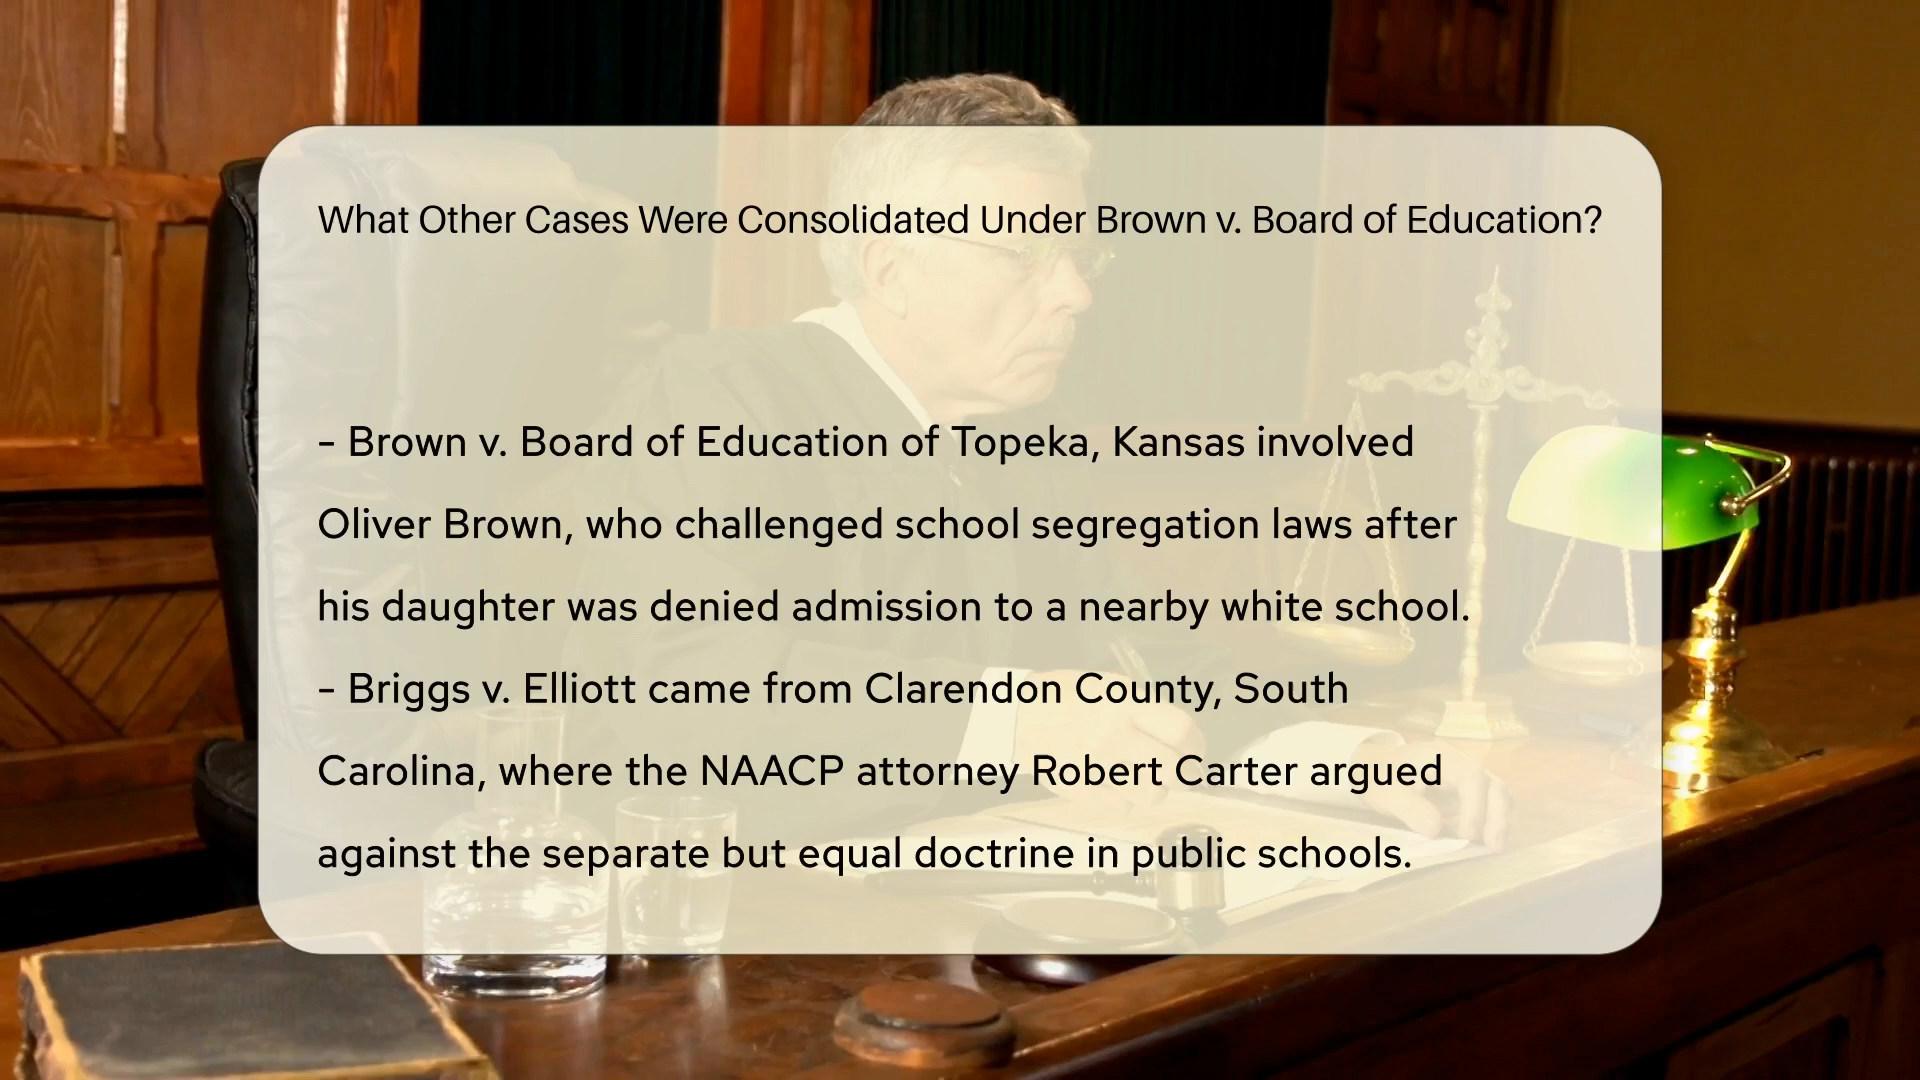 What Other Cases Were Consolidated Under Brown v. Board of Education?
- Brown v. Board of Education of Topeka, Kansas involved
Oliver Brown, who challenged school segregation laws after
his daughter was denied admission to a nearby white school.
- Briggs v. Elliott came from Clarendon County, South
Carolina, where the NAACP attorney Robert Carter argued
against the separate but equal doctrine in public schools.